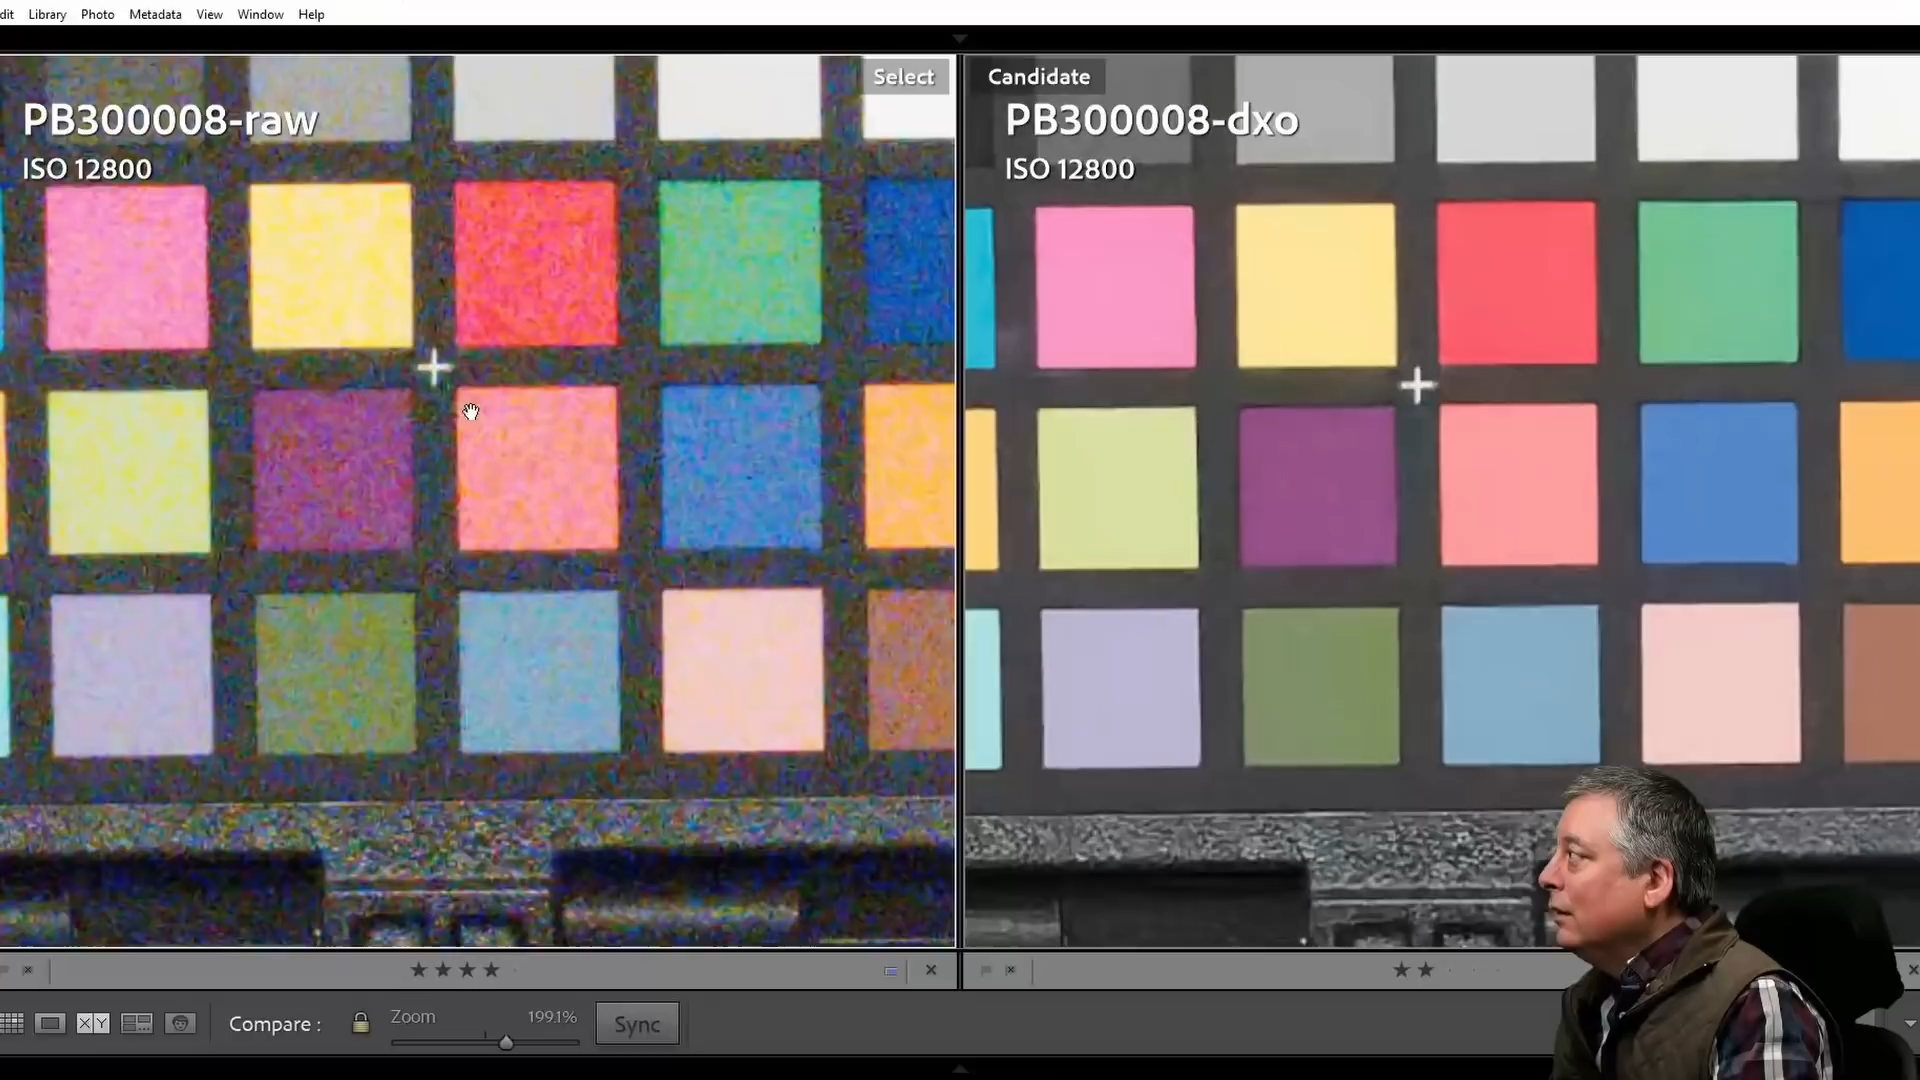 dit Library Photo Metadata View Window Help
Select
PB300008-raw
ISO 12800
Candidate
PB300008-dxo
ISO 12800
XY
Compare :
Zoom
199.1%
Sync